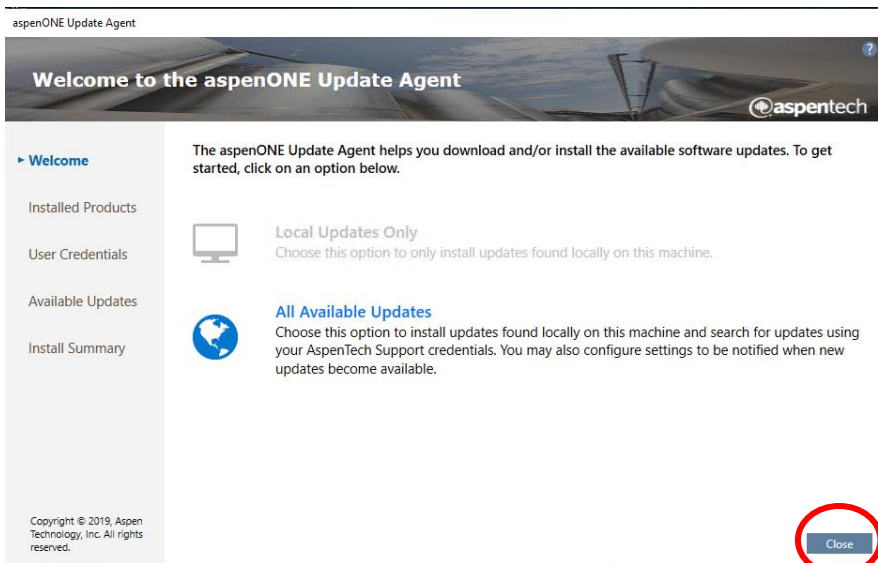 aspenONE Update Agent
?
Welcome to the aspenONE Update Agent
aspentech
Welcome
Installed Products
User Credentials
Available Updates
Install Summary
The aspenONE Update Agent helps you download and/or install the available software updates. To get
started, click on an option below.
Local Updates Only
Choose this option to only install updates found locally on this machine.
All Available Updates
Choose this option to install updates found locally on this machine and search for updates using
your AspenTech Support credentials. You may also configure settings to be notified when new
updates become available.
Copyright © 2019, Aspen
Technology, Inc. All rights
reserved.
Close